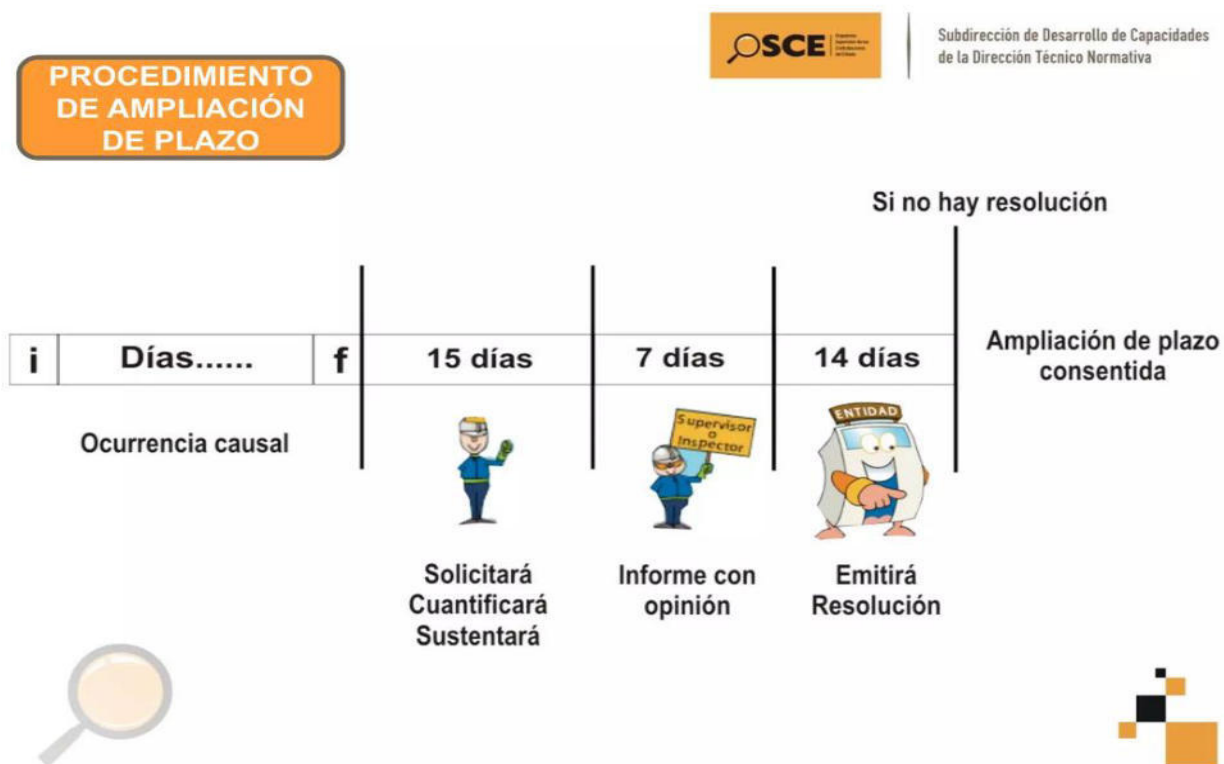 OSCE
Subdirección de Desarrollo de Capacidades
de la Dirección Técnico Normativa
PROCEDIMIENTO
DE AMPLIACIÓN
DE PLAZO
Si no hay resolución
i
Días......
f
15 días
7 días
14 días
Ampliación de plazo
consentida
Ocurrencia causal
Supervisor
o
Inspector
ENTIDAD
Solicitará
Cuantificará
Sustentará
Informe con
opinión
Emitirá
Resolución